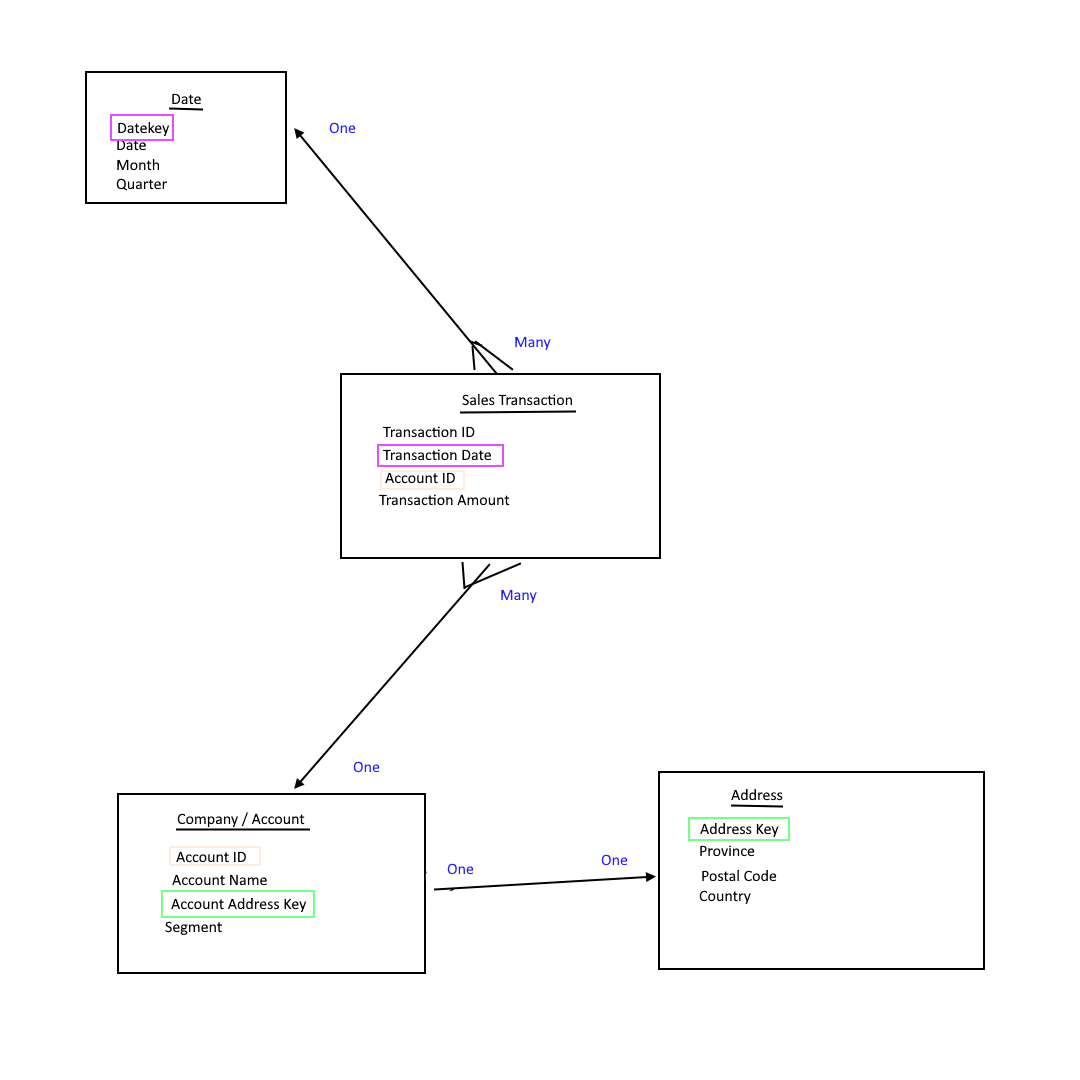 Date
Datekey
Date
Month
Quarter
One
Many
Sales Transaction
Transaction ID
Transaction Date
Account ID
Transaction Amount
Many
One
Company / Account
Account ID
Account Name
Account Address Key
Segment
One
One
Address
Address Key
Province
Postal Code
Country